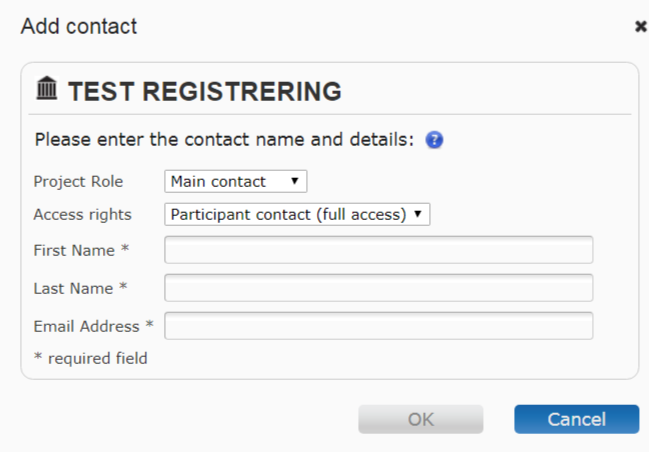 Add contact
TEST REGISTRERING
Please enter the contact name and details: ?
Project Role Main contact
Access rights Participant contact (full access)
First Name *
Last Name *
Email Address *
* required field
OK Cancel